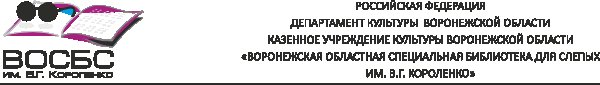 РОССИЙСКАЯ ФЕДЕРАЦИЯ
ДЕПАРТАМЕНТ КУЛЬТУРЫ ВОРОНЕЖСКОЙ ОБЛАСТИ
КАЗЕННОЕ УЧРЕЖДЕНИЕ КУЛЬТУРЫ ВОРОНЕЖСКОЙ ОБЛАСТИ
«ВОРОНЕЖСКАЯ ОБЛАСТНАЯ СПЕЦИАЛЬНАЯ БИБЛИОТЕКА ДЛЯ СЛЕПЫХ
ИМ. В.Г. КОРОЛЕНКО»
ВОСБС
ИМ. В.Г. КОРОЛЕНКО